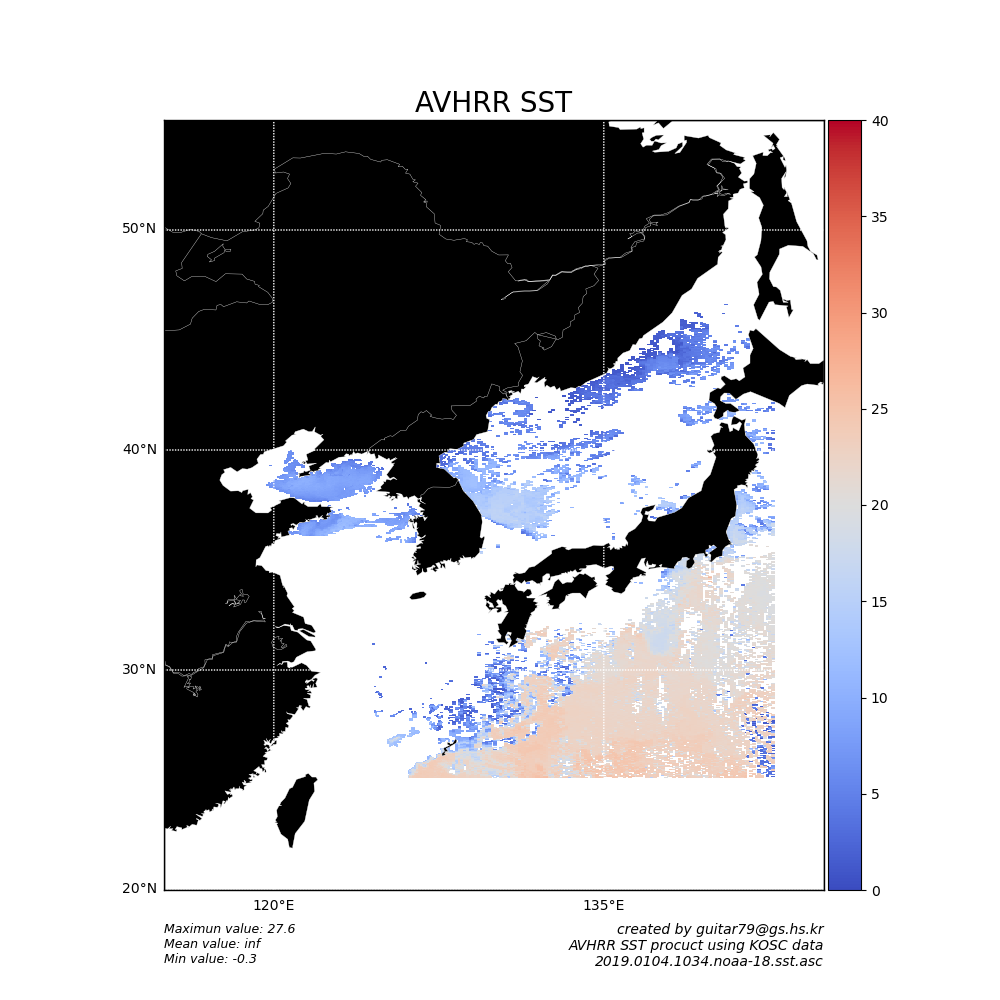 AVHRR SST
50°N
40°N
30°N
20°N
120°E
135°E
40
35
30
25
20
15
10
5
0
Maximun value: 27.6
Mean value: inf
Min value: -0.3
created by guitar79@gs.hs.kr
AVHRR SST procuct using KOSC data
2019.0104.1034.noaa-18.sst.asc